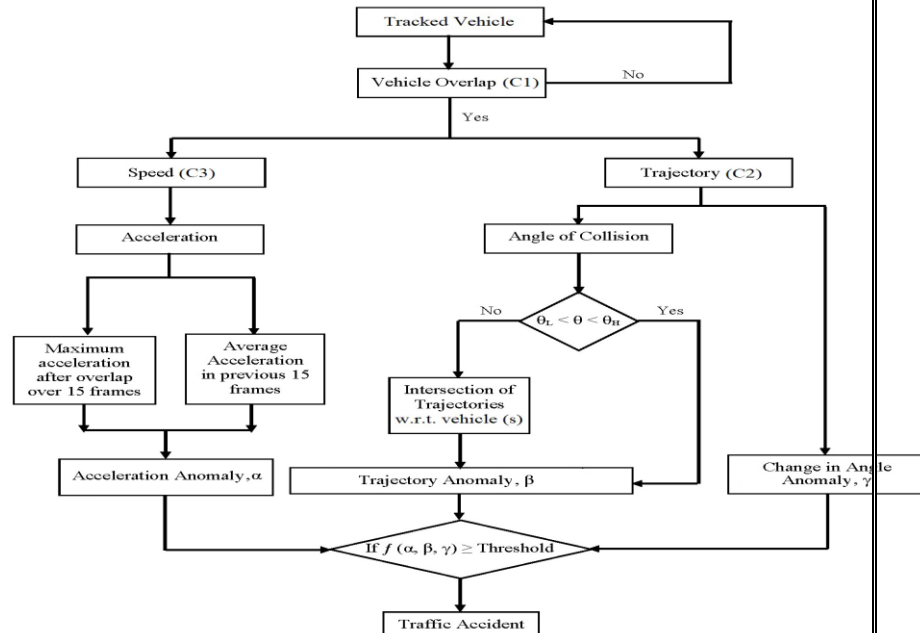 Tracked Vehicle
Vehicle Overlap (C1)
No
Yes
Speed (C3)
Trajectory (C2)
Acceleration
Angle of Collision
No
θL < θ < θH
Yes
Maximum
acceleration
after overlap
over 15 frames
Average
Acceleration
in previous 15
frames
Intersection of
Trajectories
w.r.t. vehicle (s)
Acceleration Anomaly,α
Trajectory Anomaly, β
Change in Angle
Anomaly, γ
If f (α, β, γ) ≥ Threshold
Traffic Accident